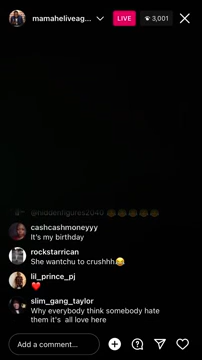 mamaheliveag...
LIVE
3,001
@hiddenfigures2040
cashcashmoneyyy
It's my birthday
rockstarrican
She wantchu to crushhh😂
lil_prince_pj
❤️
slim_gang_taylor
Why everybody think somebody hate
them it's all love here
Add a comment...